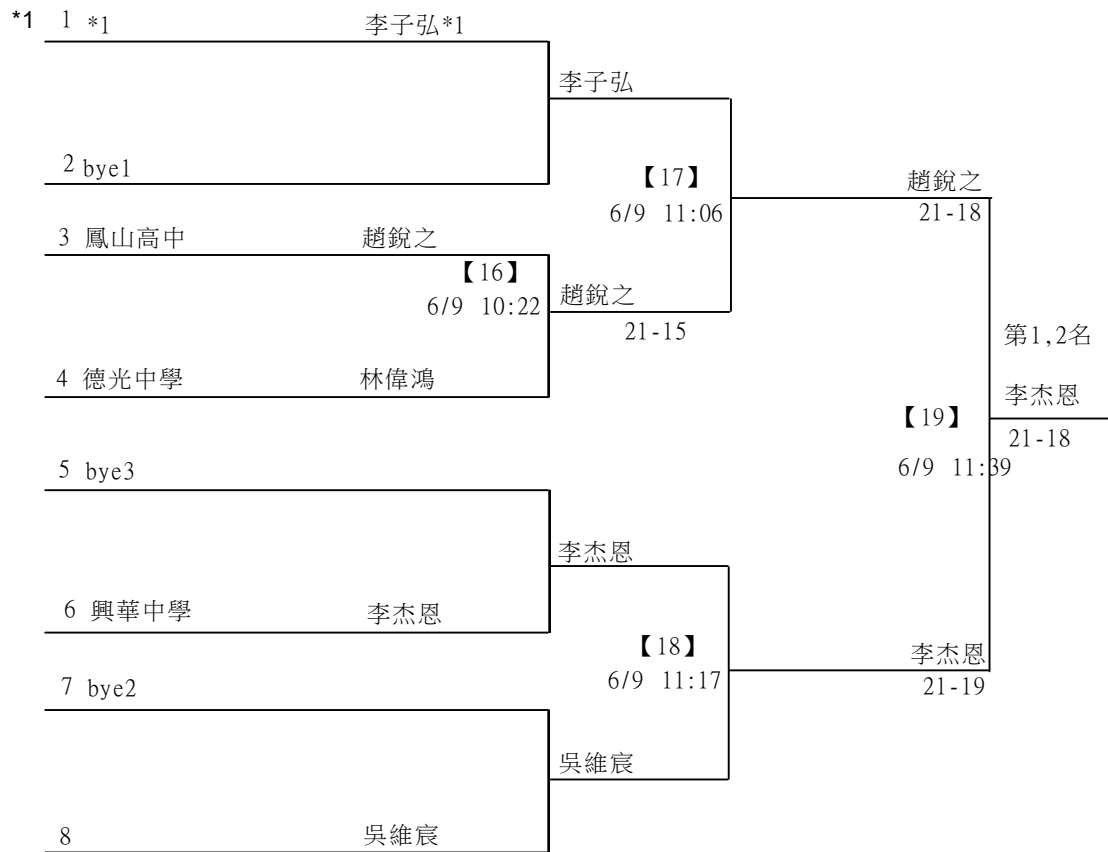 *1 1 *1 李子弘*1
李子弘
2 bye1
【17】
6/9 11:06
趙銳之
21-18
3 鳳山高中 趙銳之
【16】
6/9 10:22
趙銳之
21-15
4 德光中學 林偉鴻
第1,2名
李杰恩
21-18
【19】
6/9 11:39
5 bye3
李杰恩
6 興華中學 李杰恩
【18】
6/9 11:17
李杰恩
21-19
7 bye2
吳維宸
8 吳維宸